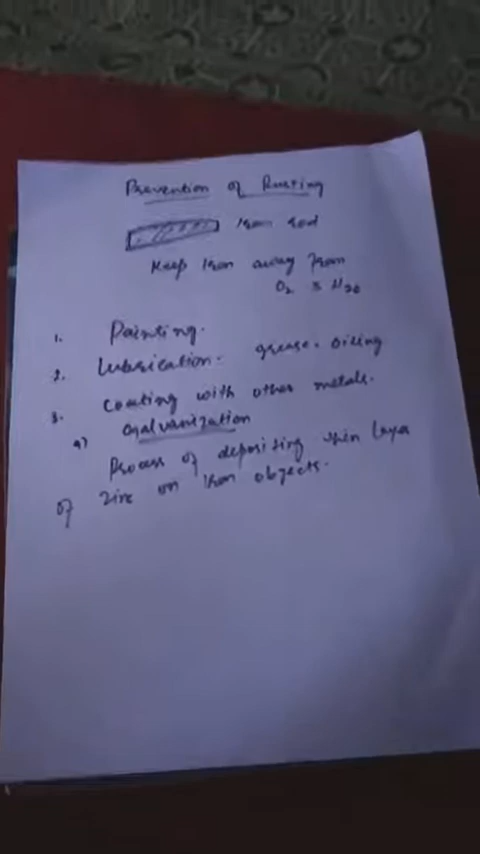 Prevention of Rusting
Iron rod
Keep Iron away from
O2 & H2O
1. Painting.
2. Lubrication. grease. oiling
3. Coating with other metals.
a) Galvanization
Process of depositing thin layer
of zinc on Iron objects.